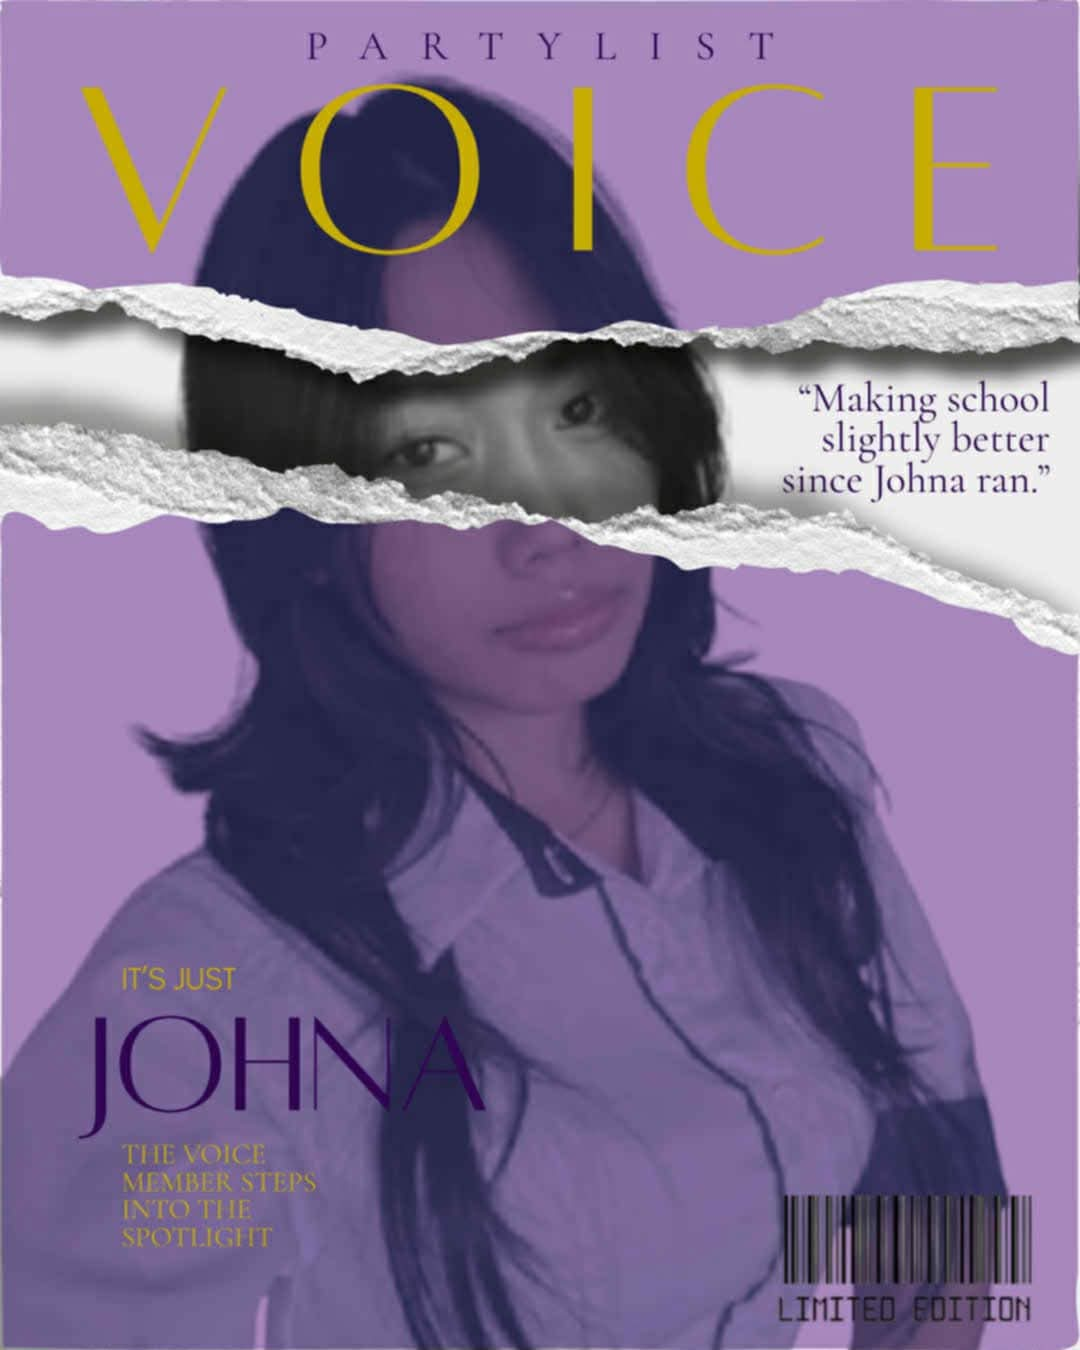 PARTYLIST
VOICE
“Making school
slightly better
since Johna ran.”
IT’S JUST
JOHNA
THE VOICE
MEMBER STEPS
INTO THE
SPOTLIGHT
LIMITED EDITION